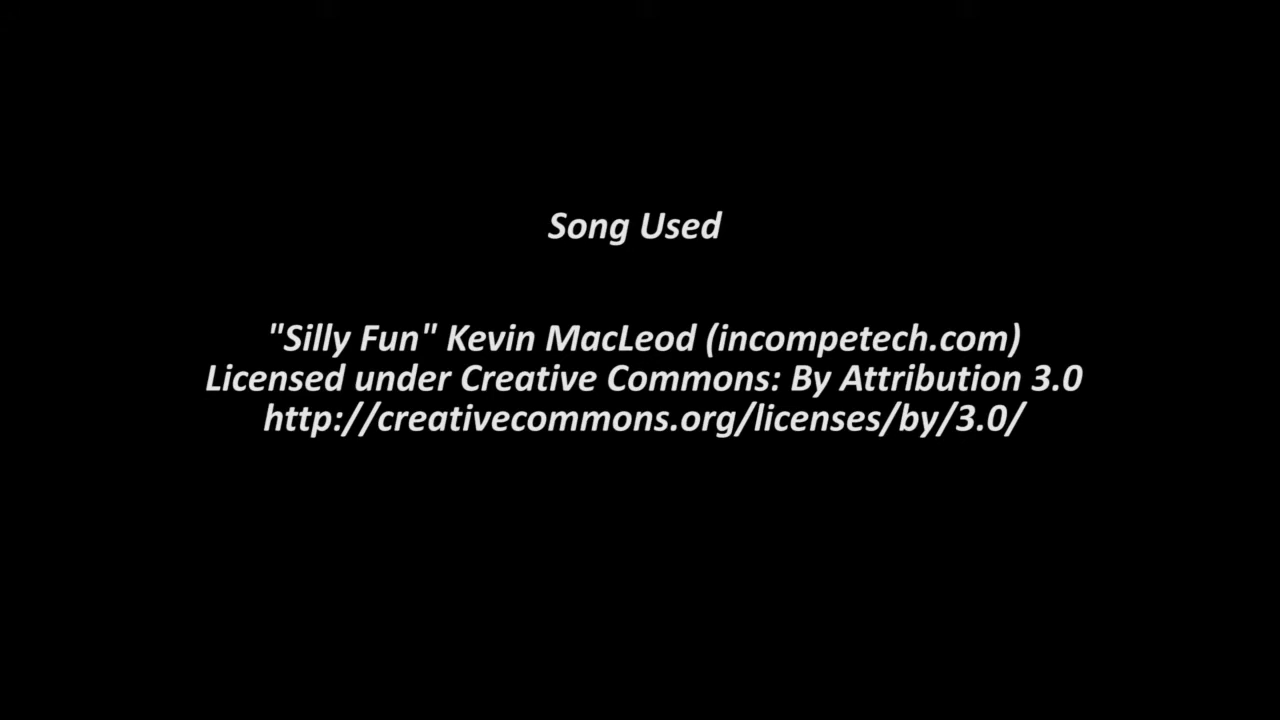 Song Used
"Silly Fun" Kevin MacLeod (incompetech.com)
Licensed under Creative Commons: By Attribution 3.0
http://creativecommons.org/licenses/by/3.0/